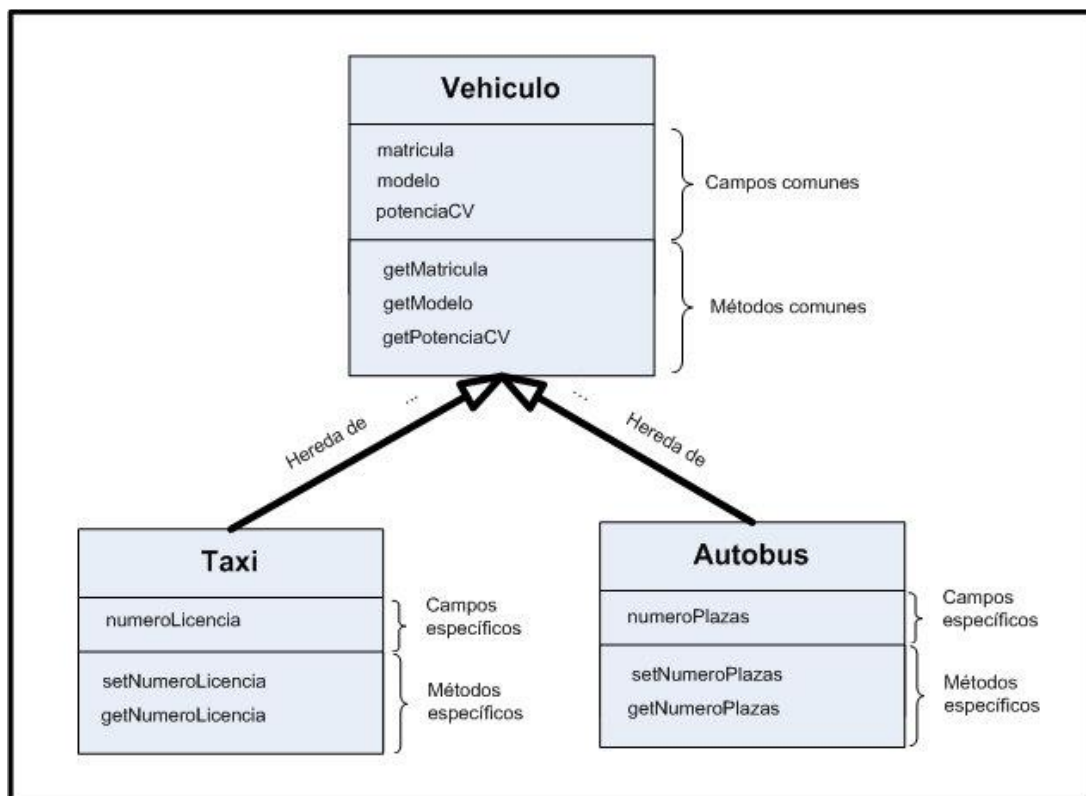 Vehiculo
matricula
modelo
potenciaCV
Campos comunes
getMatricula
getModelo
getPotenciaCV
Métodos comunes
...
...
Hereda de
Hereda de
Taxi
numeroLicencia
Campos
específicos
setNumeroLicencia
getNumeroLicencia
Métodos
específicos
Autobus
numeroPlazas
Campos
específicos
setNumeroPlazas
getNumeroPlazas
Métodos
específicos